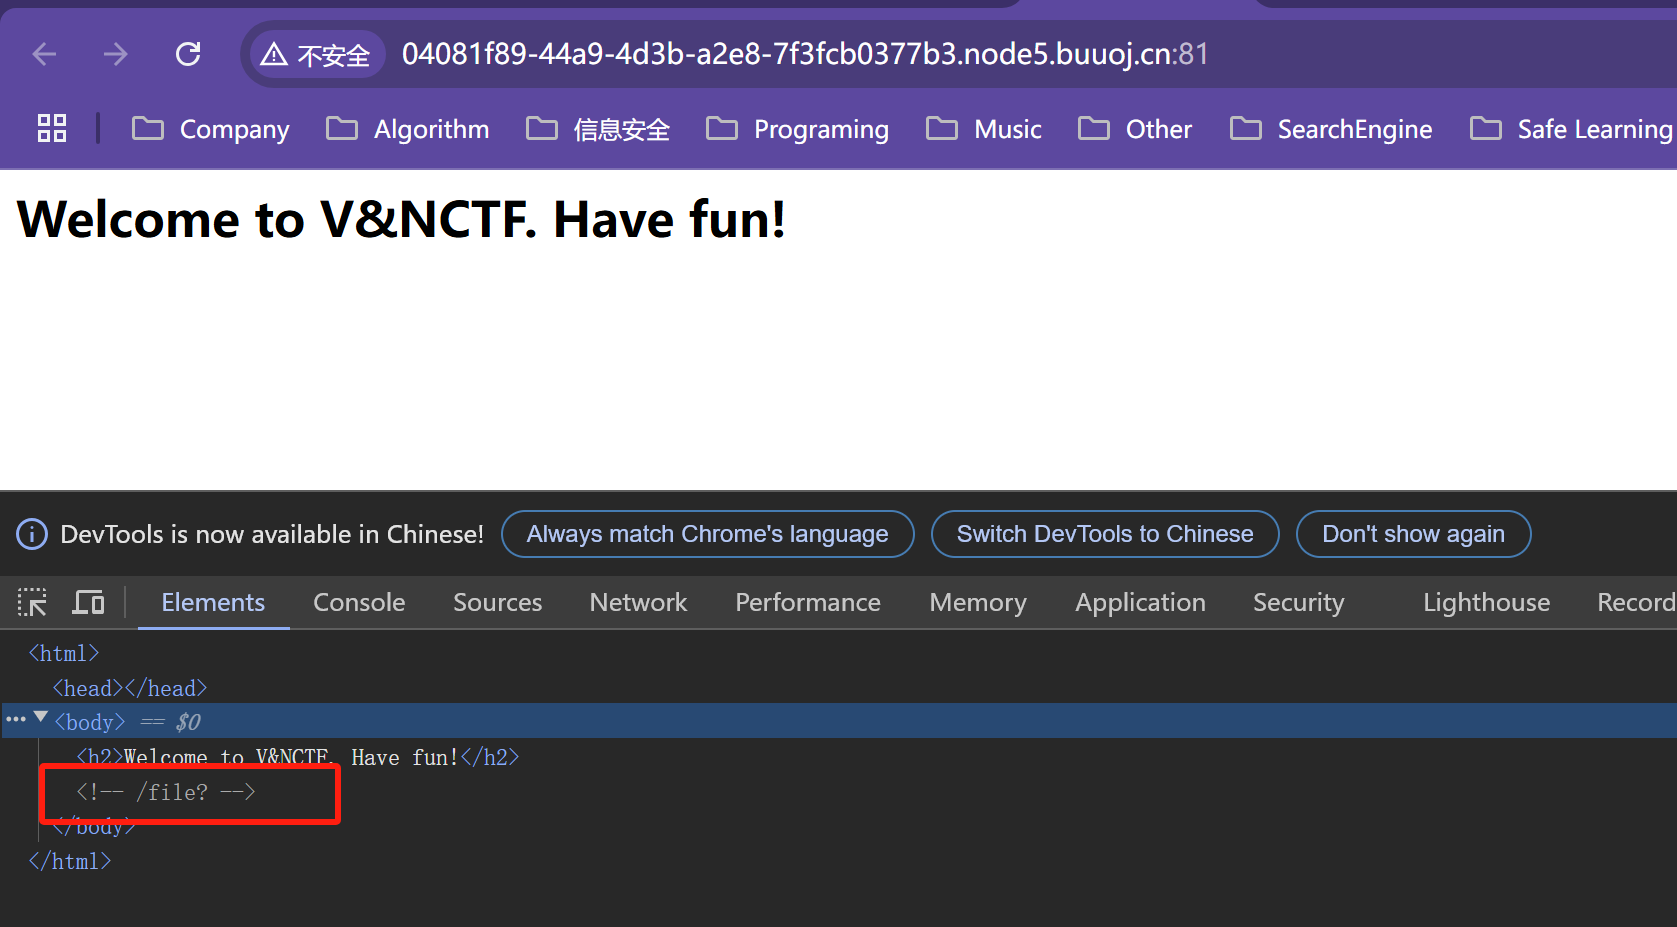 不安全 04081f89-44a9-4d3b-a2e8-7f3fcb0377b3.node5.buuoj.cn:81
Company Algorithm 信息安全 Programing Music Other SearchEngine Safe Learning
Welcome to V&NCTF. Have fun!
DevTools is now available in Chinese! Always match Chrome's language Switch DevTools to Chinese Don't show again
Elements Console Sources Network Performance Memory Application Security Lighthouse Record
<html>
<head></head>
<body> == $0
<h2>Welcome to V&NCTF. Have fun!</h2>
<!-- /file? -->
</body>
</html>